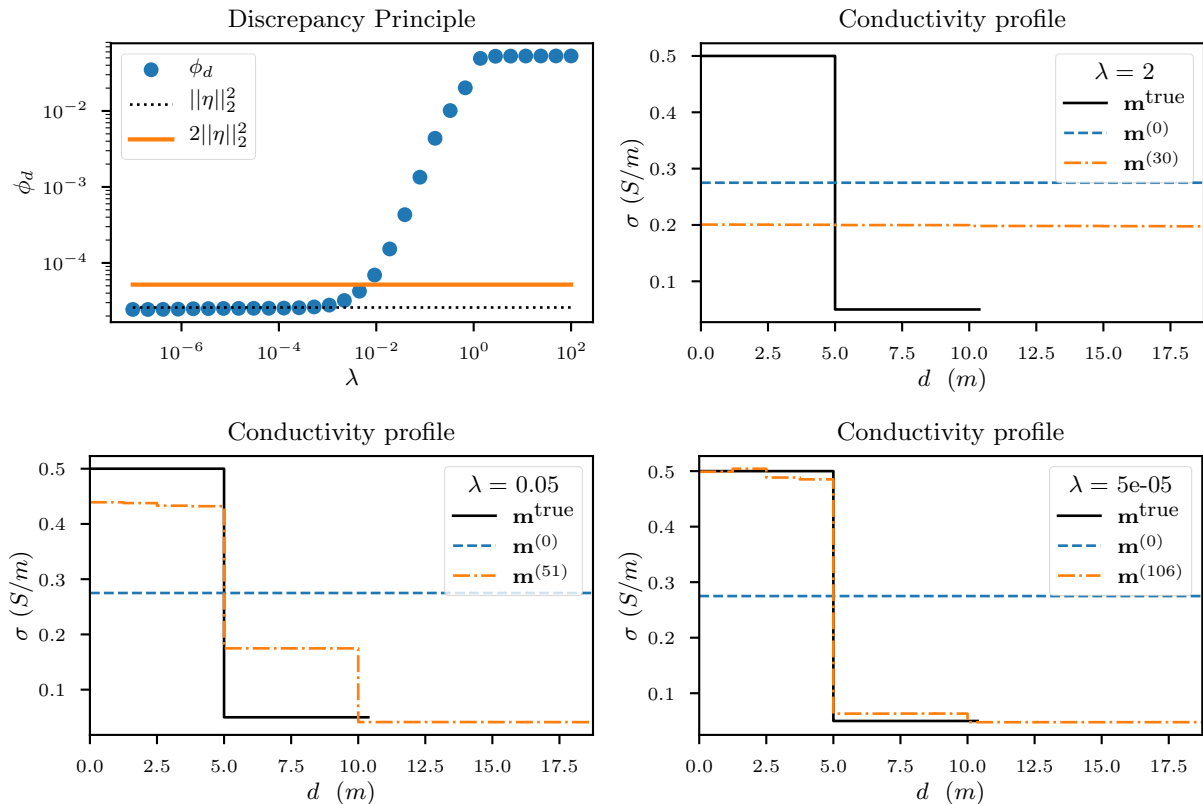 Discrepancy Principle
ϕ_d
||η||₂²
2||η||₂²
ϕ_d
10⁻²
10⁻³
10⁻⁴
10⁻⁶ 10⁻⁴ 10⁻² 10⁰ 10²
λ
Conductivity profile
λ = 2
m^true
m^(0)
m^(30)
σ (S/m)
0.5
0.4
0.3
0.2
0.1
0.0 2.5 5.0 7.5 10.0 12.5 15.0 17.5
d (m)
Conductivity profile
λ = 0.05
m^true
m^(0)
m^(51)
σ (S/m)
0.5
0.4
0.3
0.2
0.1
0.0 2.5 5.0 7.5 10.0 12.5 15.0 17.5
d (m)
Conductivity profile
λ = 5e-05
m^true
m^(0)
m^(106)
σ (S/m)
0.5
0.4
0.3
0.2
0.1
0.0 2.5 5.0 7.5 10.0 12.5 15.0 17.5
d (m)